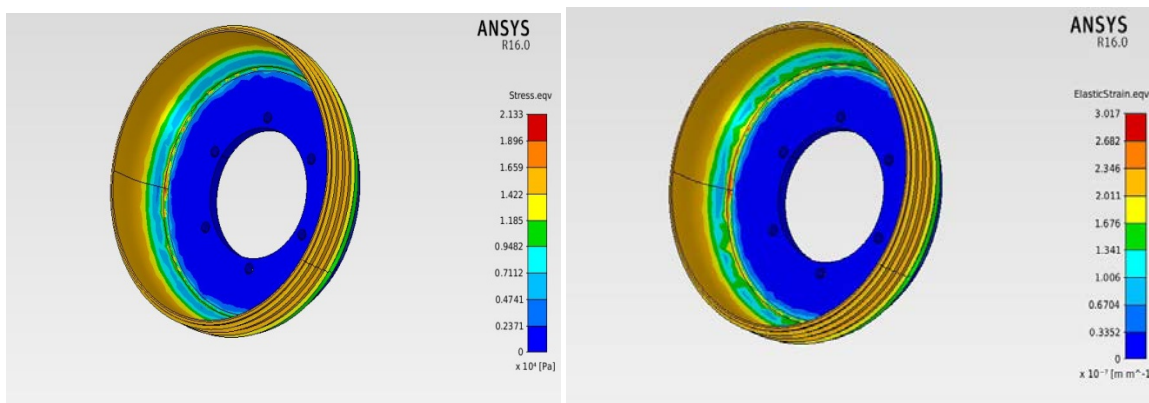 ANSYS
R16.0
Stress.eqv
2.133
1.896
1.659
1.422
1.185
0.9482
0.7112
0.4741
0.2371
0
x 10⁴ [Pa]
ANSYS
R16.0
ElasticStrain.eqv
3.017
2.682
2.346
2.011
1.676
1.341
1.006
0.6704
0.3352
0
x 10⁻⁷ [m m^-1